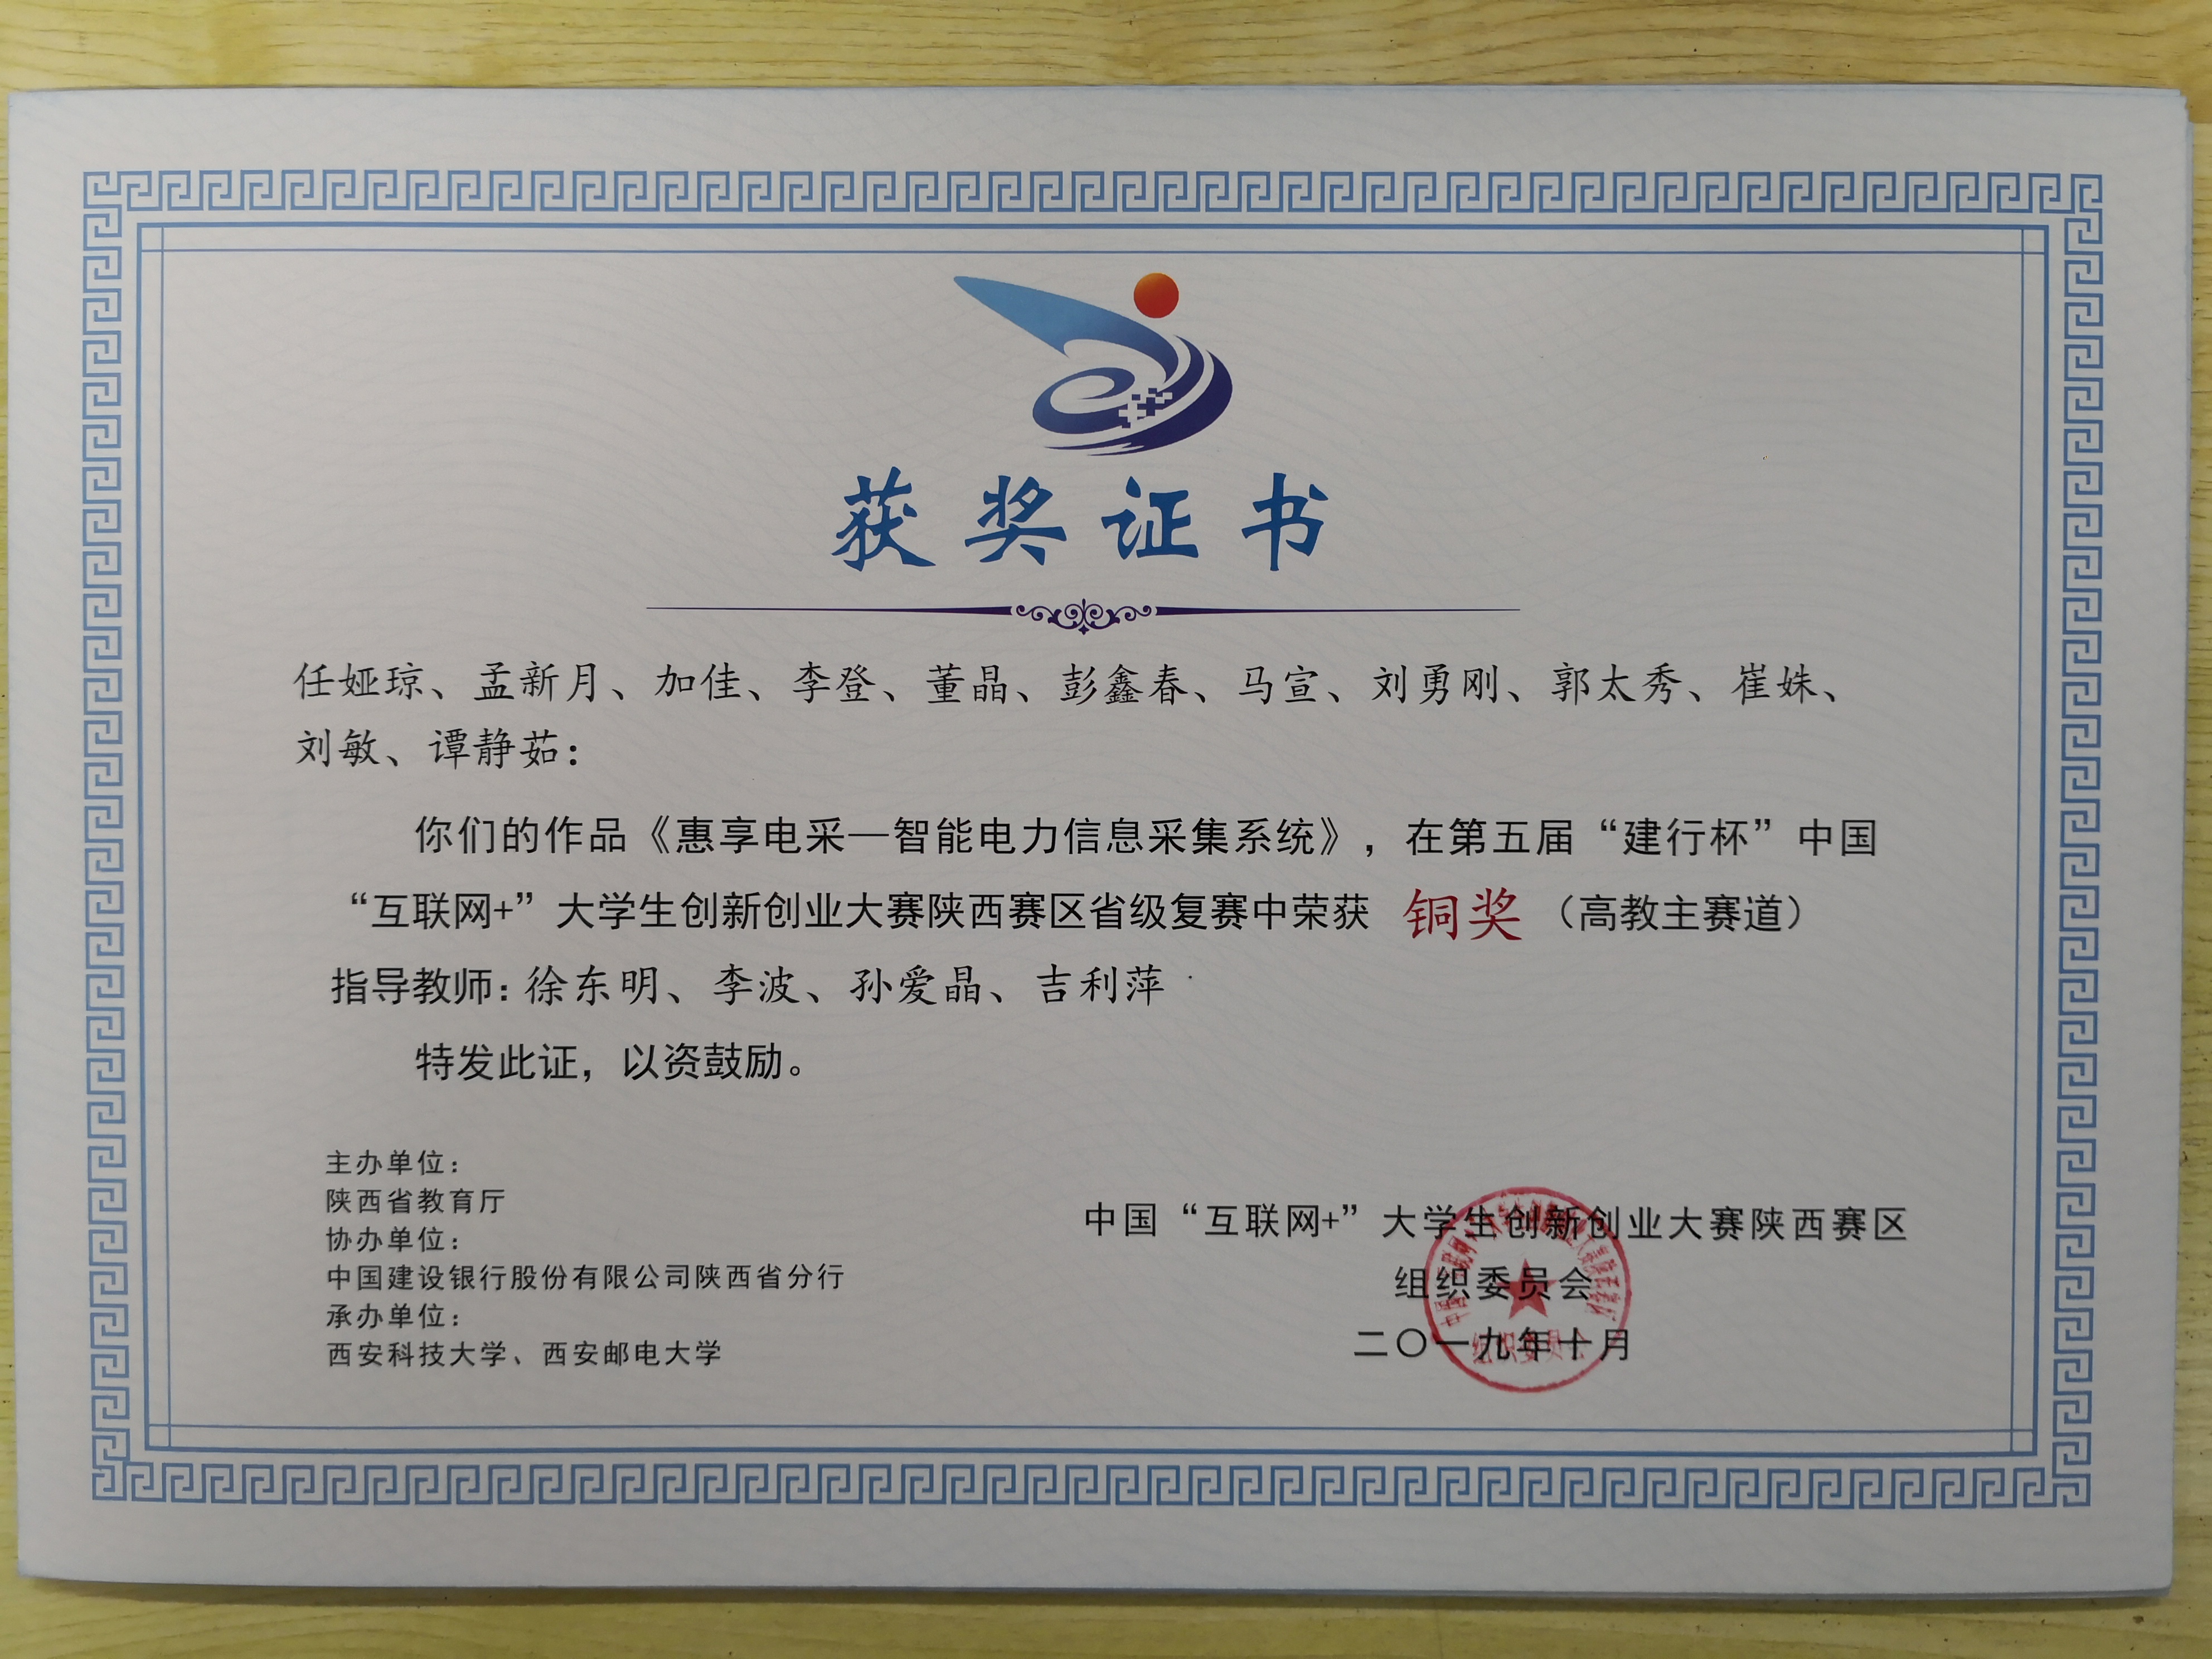 获奖证书
任娅琼、孟新月、加佳、李登、董晶、彭鑫春、马宣、刘勇刚、郭太秀、崔姝、
刘敏、谭静茹：
你们的作品《惠享电采—智能电力信息采集系统》，在第五届“建行杯”中国
“互联网+”大学生创新创业大赛陕西赛区省级复赛中荣获 铜奖 （高教主赛道）
指导教师：徐东明、李波、孙爱晶、吉利萍
特发此证，以资鼓励。
主办单位：
陕西省教育厅
协办单位：
中国建设银行股份有限公司陕西省分行
承办单位：
西安科技大学、西安邮电大学
中国“互联网+”大学生创新创业大赛陕西赛区
组织委员会
二〇一九年十月
组织委员会